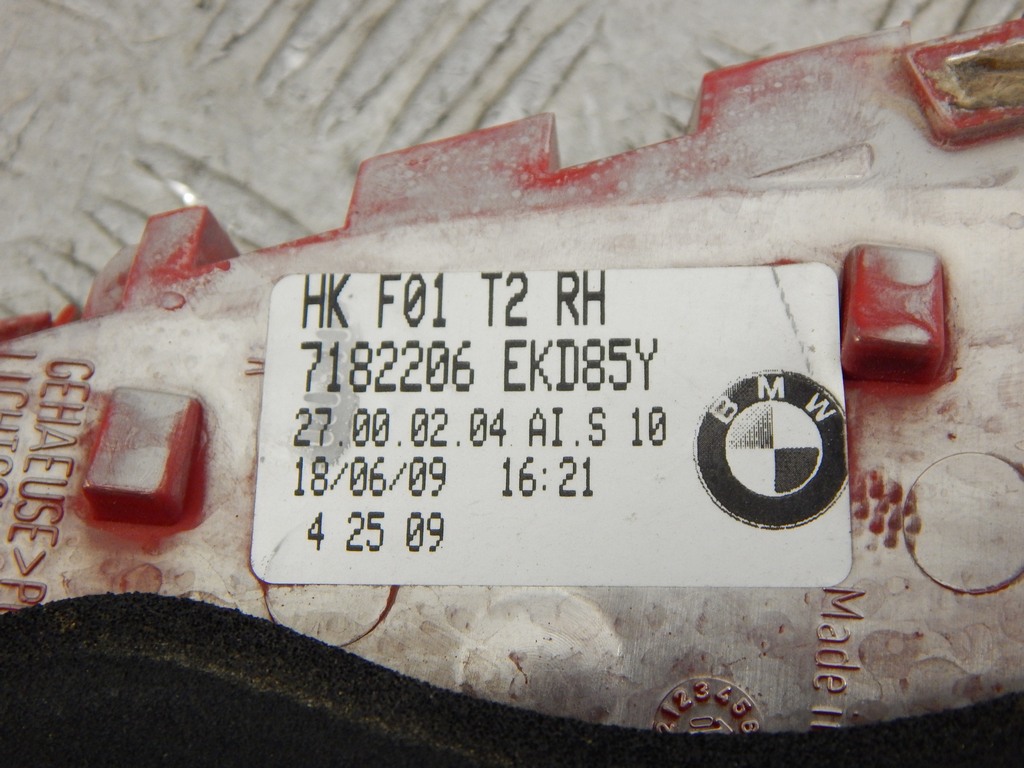 HK F01 T2 RH
7182206 EKD85Y
27.00.02.04 AI.S 10
18/06/09 16:21
4 25 09
BMW
GEHAEUSE >P
Made
123456